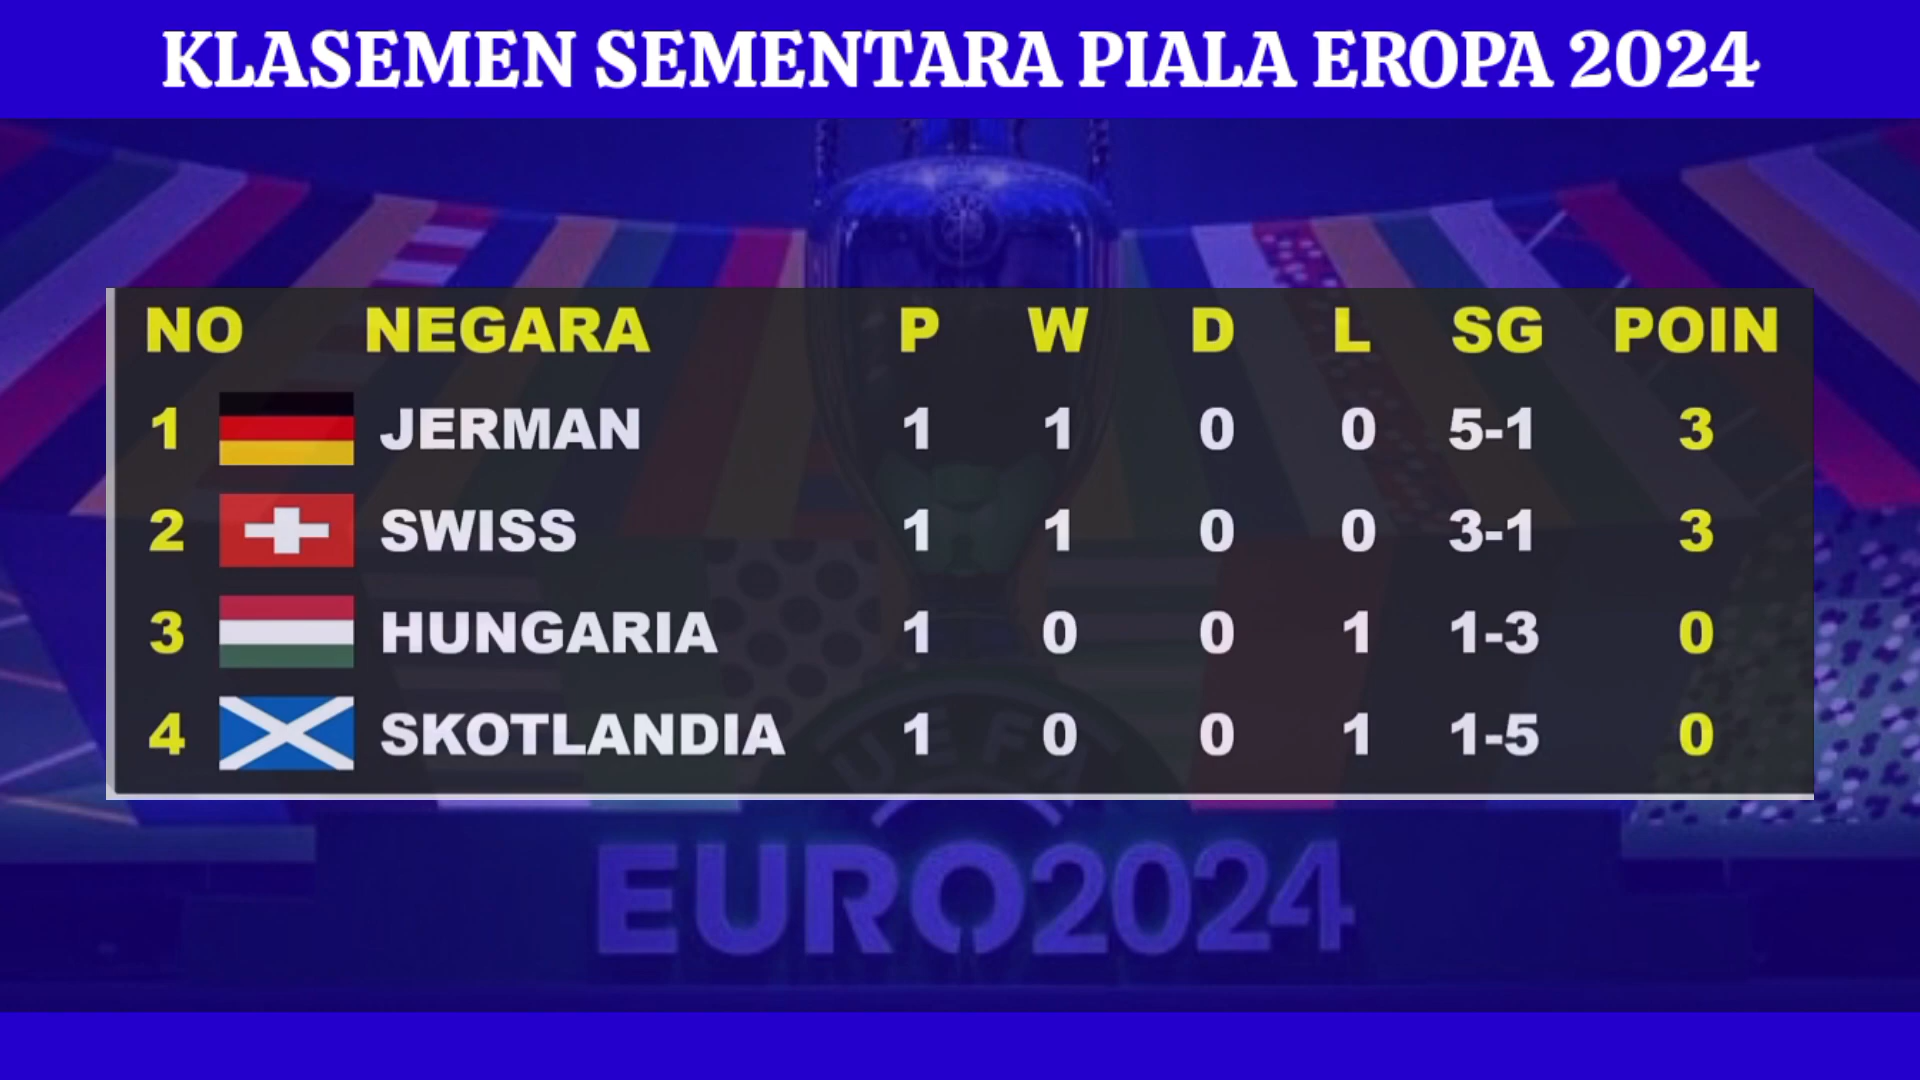 KLASEMEN SEMENTARA PIALA EROPA 2024
NO NEGARA P W D L SG POIN
1 JERMAN 1 1 0 0 5-1 3
2 SWISS 1 1 0 0 3-1 3
3 HUNGARIA 1 0 0 1 1-3 0
4 SKOTLANDIA 1 0 0 1 1-5 0
UEFA
EURO2024